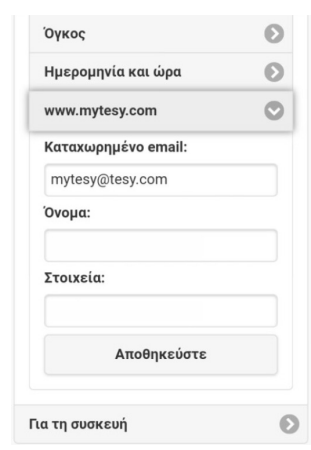 Όγκος
Ημερομηνία και ώρα
www.mytesy.com
Καταχωρημένο email:
mytesy@tesy.com
Όνομα:
Στοιχεία:
Αποθηκεύστε
Για τη συσκευή